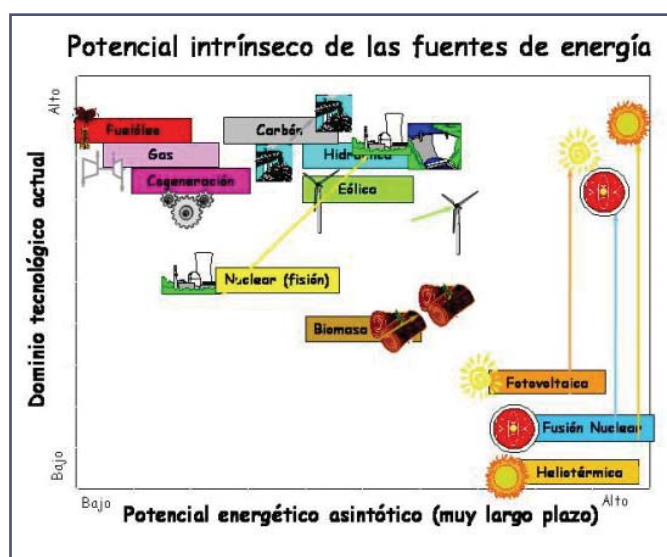 Potencial intrínseco de las fuentes de energía
Alto
Fuelóleo
Carbón
Gas
Hidráulica
Cogeneración
Eólica
Dominio tecnológico actual
Nuclear (fisión)
Biomasa
Fotovoltaica
Fusión Nuclear
Bajo
Heliotérmica
Bajo
Alto
Potencial energético asintótico (muy largo plazo)